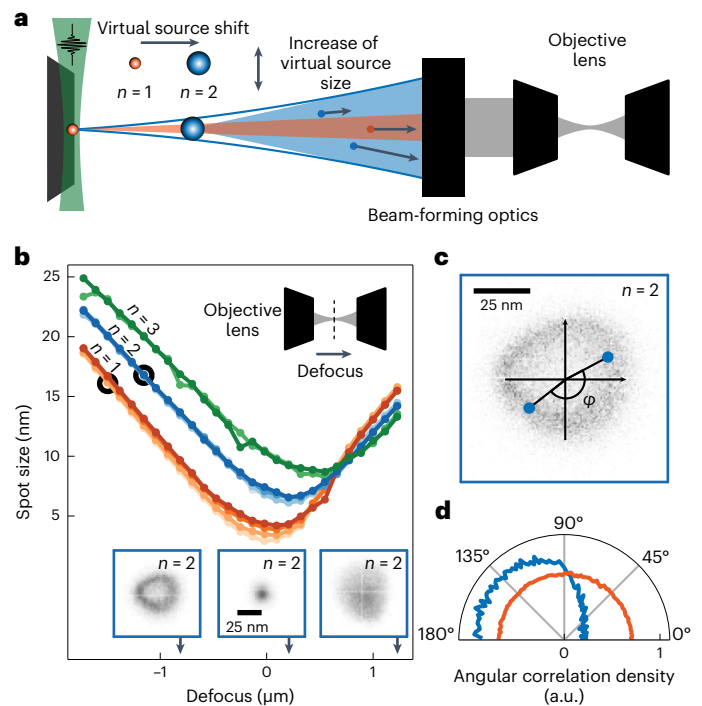 a
Virtual source shift
n = 1
n = 2
Increase of
virtual source
size
Objective
lens
Beam-forming optics
b
25
20
15
10
5
Spot size (nm)
n = 3
n = 2
n = 1
Objective
lens
Defocus
n = 2
n = 2
25 nm
n = 2
–1
0
1
Defocus (μm)
c
25 nm
n = 2
φ
d
90°
135°
45°
180°
0°
0
1
Angular correlation density
(a.u.)